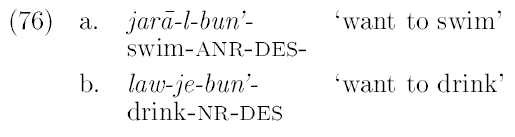 (76) a. jarā-l-bun’- ‘want to swim’
swim-ANR-DES-
b. law-je-bun’- ‘want to drink’
drink-NR-DES